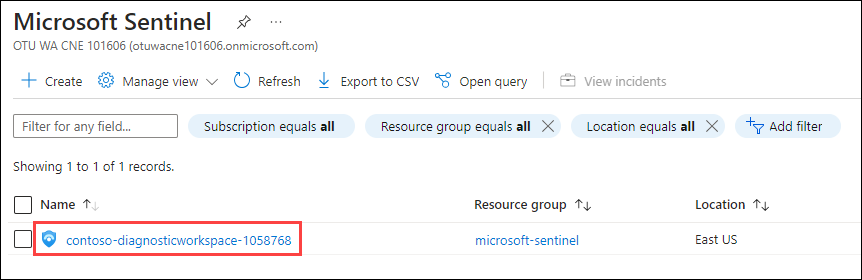 Microsoft Sentinel ...
OTU WA CNE 101606 (otuwacne101606.onmicrosoft.com)
+ Create Manage view Refresh Export to CSV Open query View incidents
Filter for any field... Subscription equals all Resource group equals all Location equals all Add filter
Showing 1 to 1 of 1 records.
Name Resource group Location
contoso-diagnosticworkspace-1058768 microsoft-sentinel East US